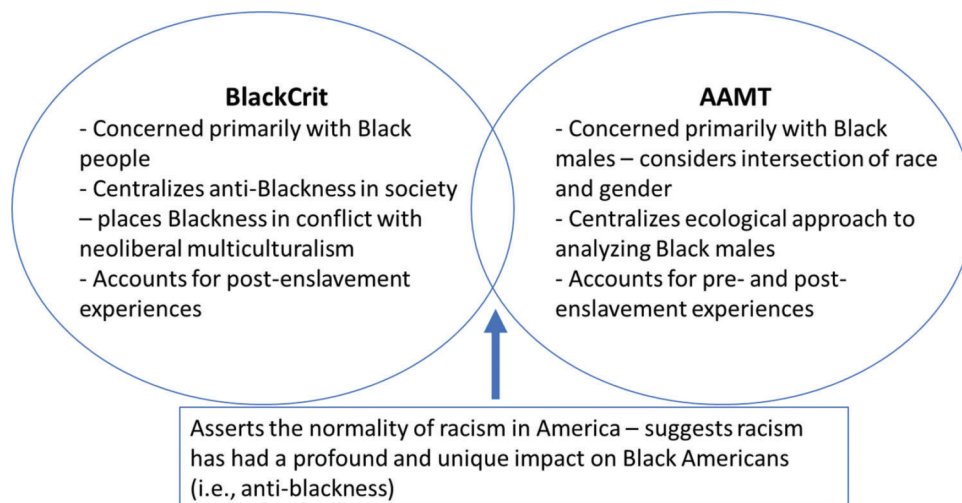 BlackCrit
- Concerned primarily with Black
people
- Centralizes anti-Blackness in society
– places Blackness in conflict with
neoliberal multiculturalism
- Accounts for post-enslavement
experiences
AAMT
- Concerned primarily with Black
males – considers intersection of race
and gender
- Centralizes ecological approach to
analyzing Black males
- Accounts for pre- and post-
enslavement experiences
Asserts the normality of racism in America – suggests racism
has had a profound and unique impact on Black Americans
(i.e., anti-blackness)